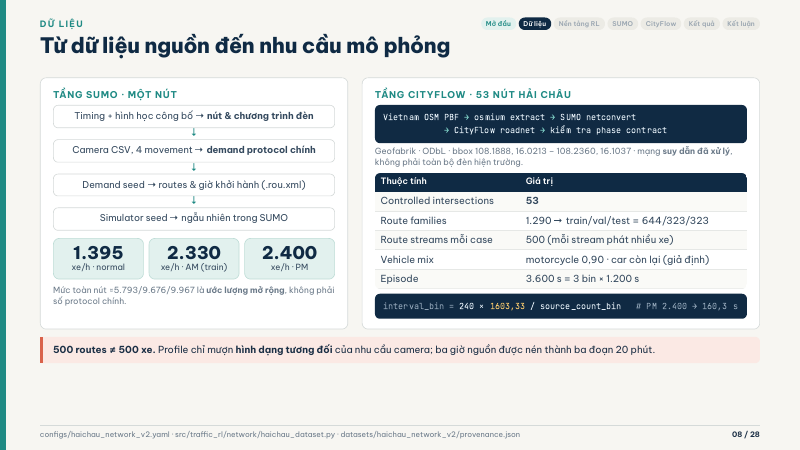 DỮ LIỆU
Mở đầu Dữ liệu Nền tảng RL SUMO CityFlow Kết quả Kết luận
Từ dữ liệu nguồn đến nhu cầu mô phỏng
TẦNG SUMO · MỘT NÚT
Timing + hình học công bố → nút & chương trình đèn
↓
Camera CSV, 4 movement → demand protocol chính
↓
Demand seed → routes & giờ khởi hành (.rou.xml)
↓
Simulator seed → ngẫu nhiên trong SUMO
1.395 2.330 2.400
xe/h · normal xe/h · AM (train) xe/h · PM
Mức toàn nút ≈5.793/9.676/9.967 là ước lượng mở rộng, không phải
số protocol chính.
TẦNG CITYFLOW · 53 NÚT HẢI CHÂU
Vietnam OSM PBF → osmium extract → SUMO netconvert
→ CityFlow roadnet → kiểm tra phase contract
Geofabrik · ODbL · bbox 108.1888, 16.0213 – 108.2360, 16.1037 · mạng suy dẫn đã xử lý,
không phải toàn bộ đèn hiện trường.
Thuộc tính Giá trị
Controlled intersections 53
Route families 1.290 → train/val/test = 644/323/323
Route streams mỗi case 500 (mỗi stream phát nhiều xe)
Vehicle mix motorcycle 0,90 · car còn lại (giả định)
Episode 3.600 s = 3 bin × 1.200 s
interval_bin = 240 × 1603,33 / source_count_bin # PM 2.400 → 160,3 s
500 routes ≠ 500 xe. Profile chỉ mượn hình dạng tương đối của nhu cầu camera; ba giờ nguồn được nén thành ba đoạn 20 phút.
configs/haichau_network_v2.yaml · src/traffic_rl/network/haichau_dataset.py · datasets/haichau_network_v2/provenance.json
08 / 28